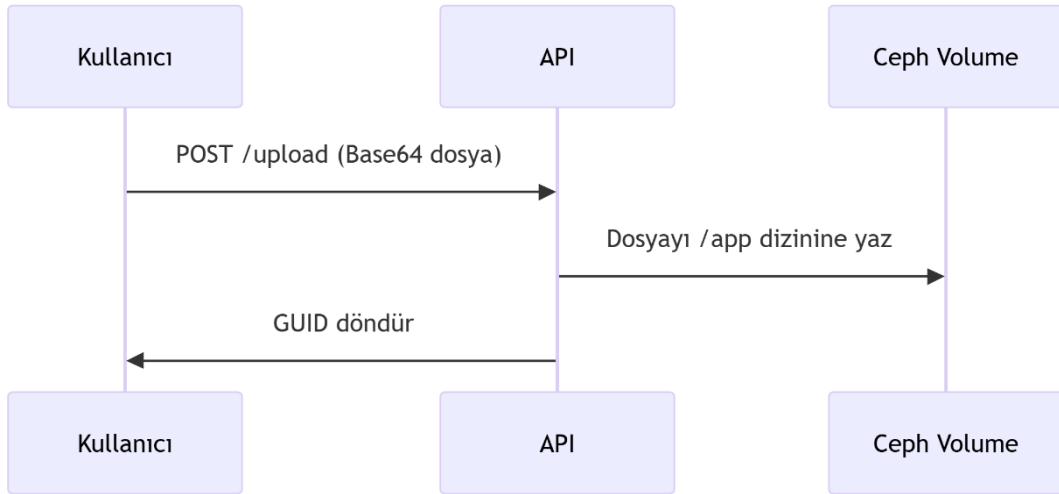 Kullanıcı
API
Ceph Volume
POST /upload (Base64 dosya)
Dosyayı /app dizinine yaz
GUID döndür
Kullanıcı
API
Ceph Volume